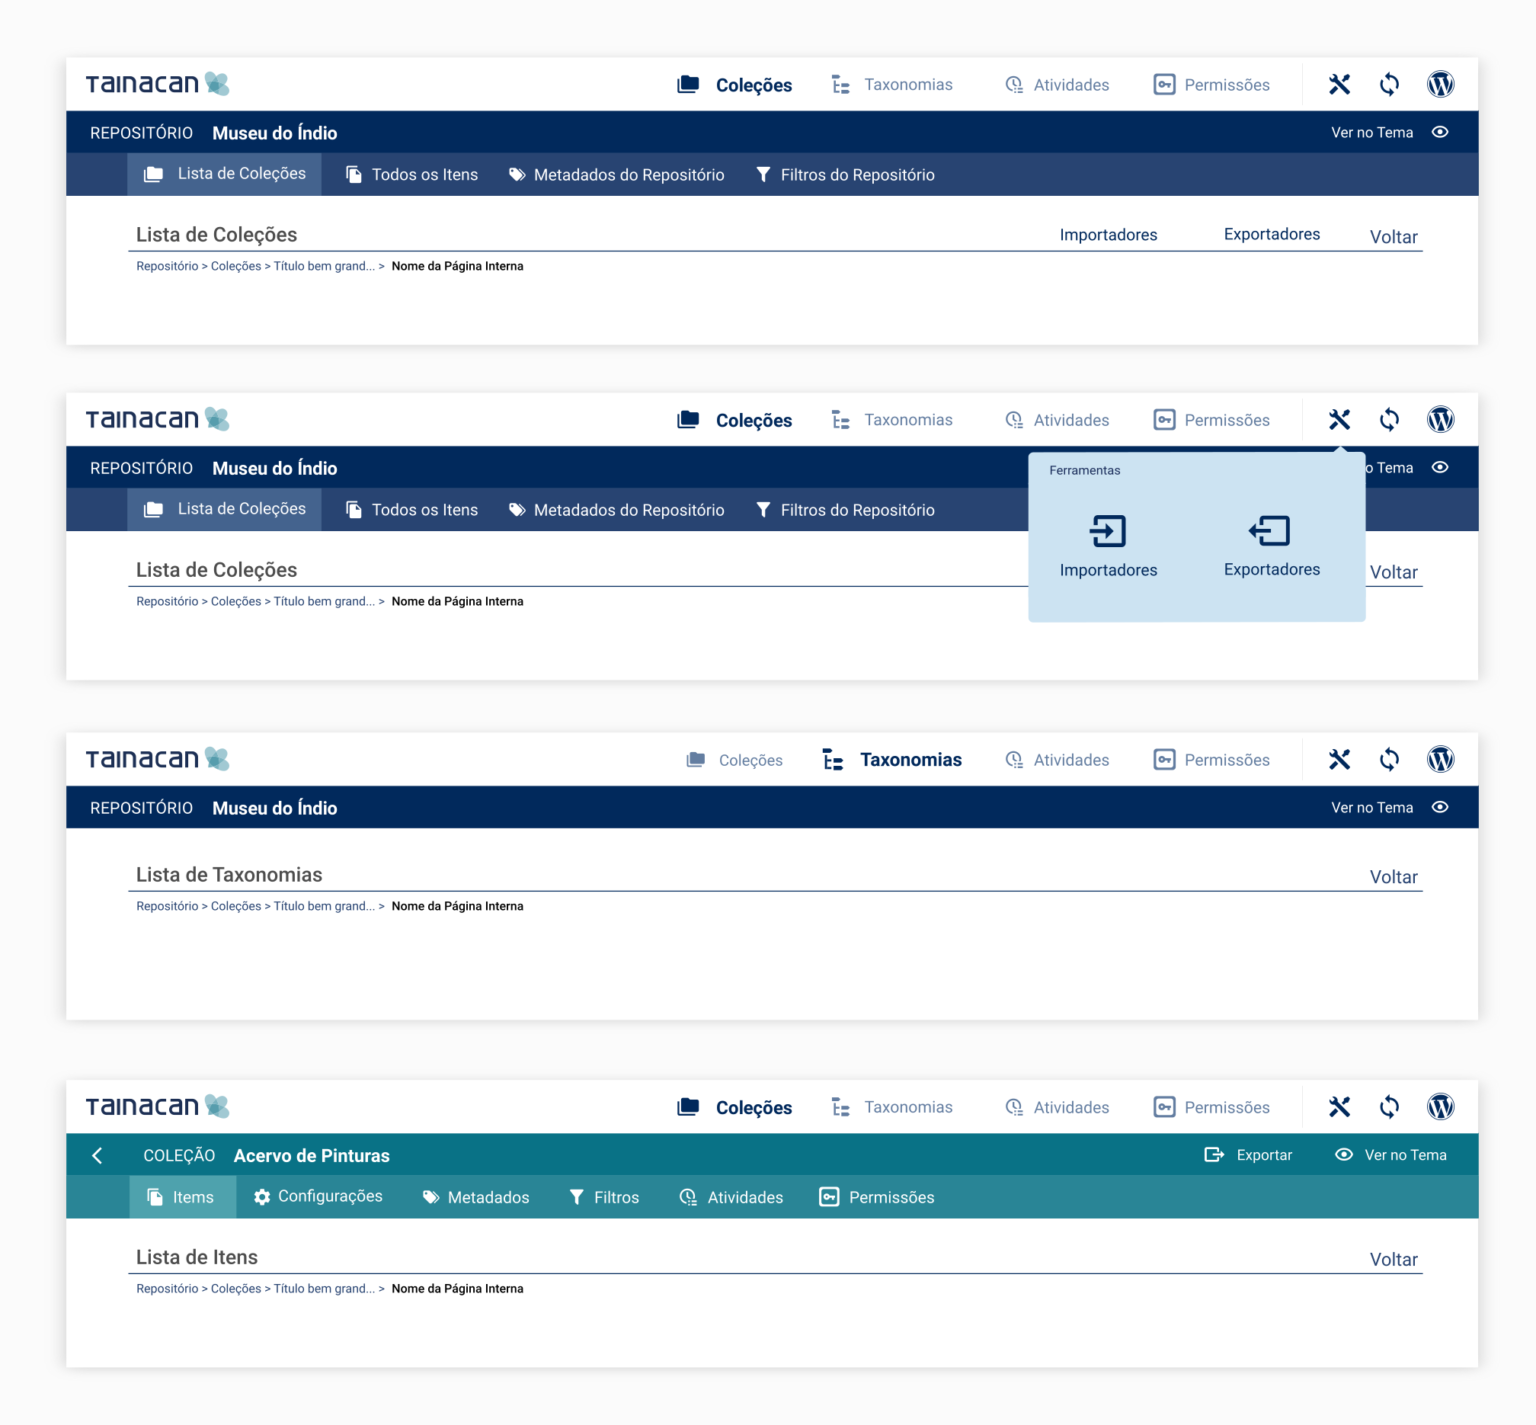 TAINACAN Coleções Taxonomias Atividades Permissões
REPOSITÓRIO Museu do Índio Ver no Tema
Lista de Coleções Todos os Itens Metadados do Repositório Filtros do Repositório
Lista de Coleções Importadores Exportadores Voltar
Repositório > Coleções > Título bem grand... > Nome da Página Interna
TAINACAN Coleções Taxonomias Atividades Permissões
REPOSITÓRIO Museu do Índio o Tema
Ferramentas
Lista de Coleções Todos os Itens Metadados do Repositório Filtros do Repositório
Lista de Coleções Importadores Exportadores Voltar
Repositório > Coleções > Título bem grand... > Nome da Página Interna
TAINACAN Coleções Taxonomias Atividades Permissões
REPOSITÓRIO Museu do Índio Ver no Tema
Lista de Taxonomias Voltar
Repositório > Coleções > Título bem grand... > Nome da Página Interna
TAINACAN Coleções Taxonomias Atividades Permissões
COLEÇÃO Acervo de Pinturas Exportar Ver no Tema
Items Configurações Metadados Filtros Atividades Permissões
Lista de Itens Voltar
Repositório > Coleções > Título bem grand... > Nome da Página Interna